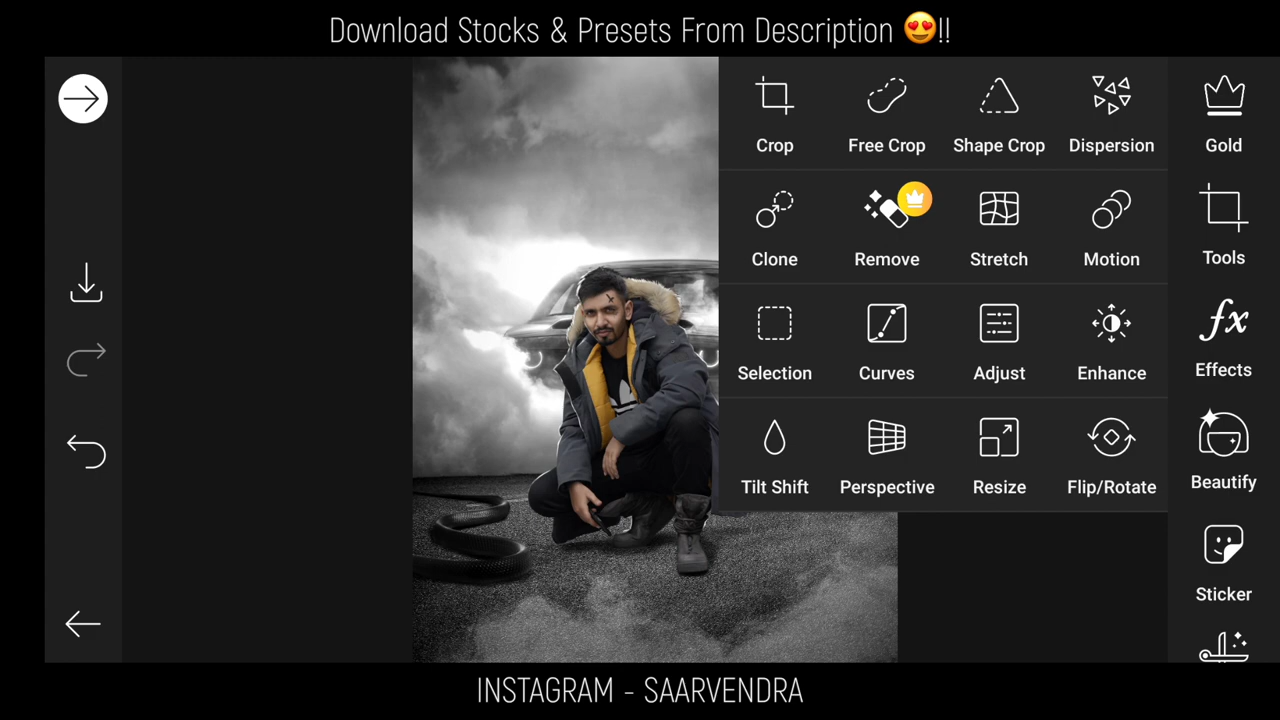 Download Stocks & Presets From Description 😍!!
Crop Free Crop Shape Crop Dispersion Gold
Clone Remove Stretch Motion Tools
Selection Curves Adjust Enhance Effects
Tilt Shift Perspective Resize Flip/Rotate Beautify
Sticker
INSTAGRAM - SAARVENDRA